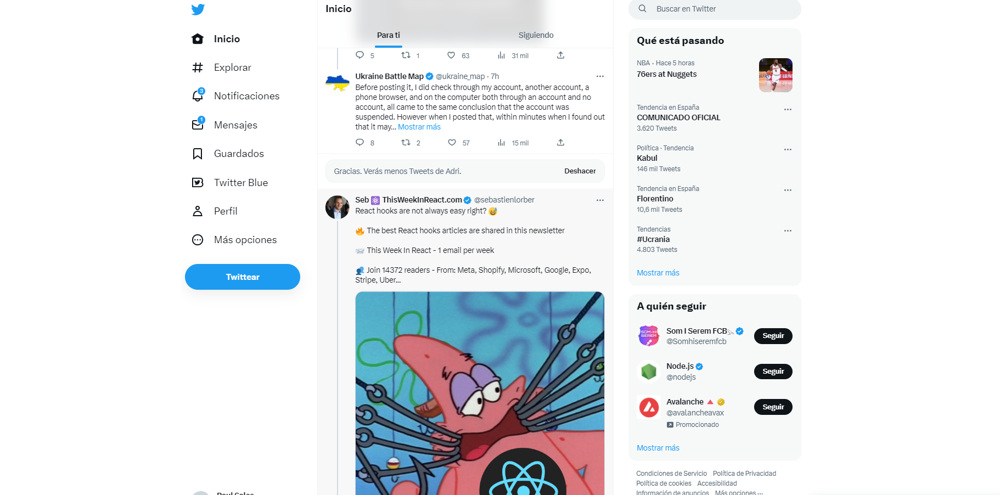 Inicio
Explorar
3
Notificaciones
1
Mensajes
Guardados
Twitter Blue
Perfil
Más opciones
Twittear
Inicio
Para ti
Siguiendo
5 1 63 31 mil
Ukraine Battle Map @ukraine_map · 7h
Before posting it, I did check through my account, another account, a
phone browser, and on the computer both through an account and no
account, all came to the same conclusion that the account was
suspended. However when I posted that, within minutes when I found out
that it may... Mostrar más
8 2 57 15 mil
Gracias. Verás menos Tweets de Adri. Deshacer
Seb ThisWeekInReact.com @sebastienlorber
React hooks are not always easy right? 😅
🔥 The best React hooks articles are shared in this newsletter
📨 This Week In React - 1 email per week
👥 Join 14372 readers - From: Meta, Shopify, Microsoft, Google, Expo,
Stripe, Uber...
Buscar en Twitter
Qué está pasando
NBA · Hace 5 horas
76ers at Nuggets
Tendencia en España
COMUNICADO OFICIAL
3.620 Tweets
Política · Tendencia
Kabul
146 mil Tweets
Tendencia en España
Florentino
10,6 mil Tweets
Tendencias
#Ucrania
4.803 Tweets
Mostrar más
A quién seguir
SOM-HI
SEREM
Som I Serem FCB
@Somhiseremfcb
Seguir
Node.js
@nodejs
Seguir
Avalanche 🔺
@avalancheavax
Promocionado
Seguir
Mostrar más
Condiciones de Servicio Política de Privacidad
Política de cookies Accesibilidad
Información de anuncios Más opciones ···